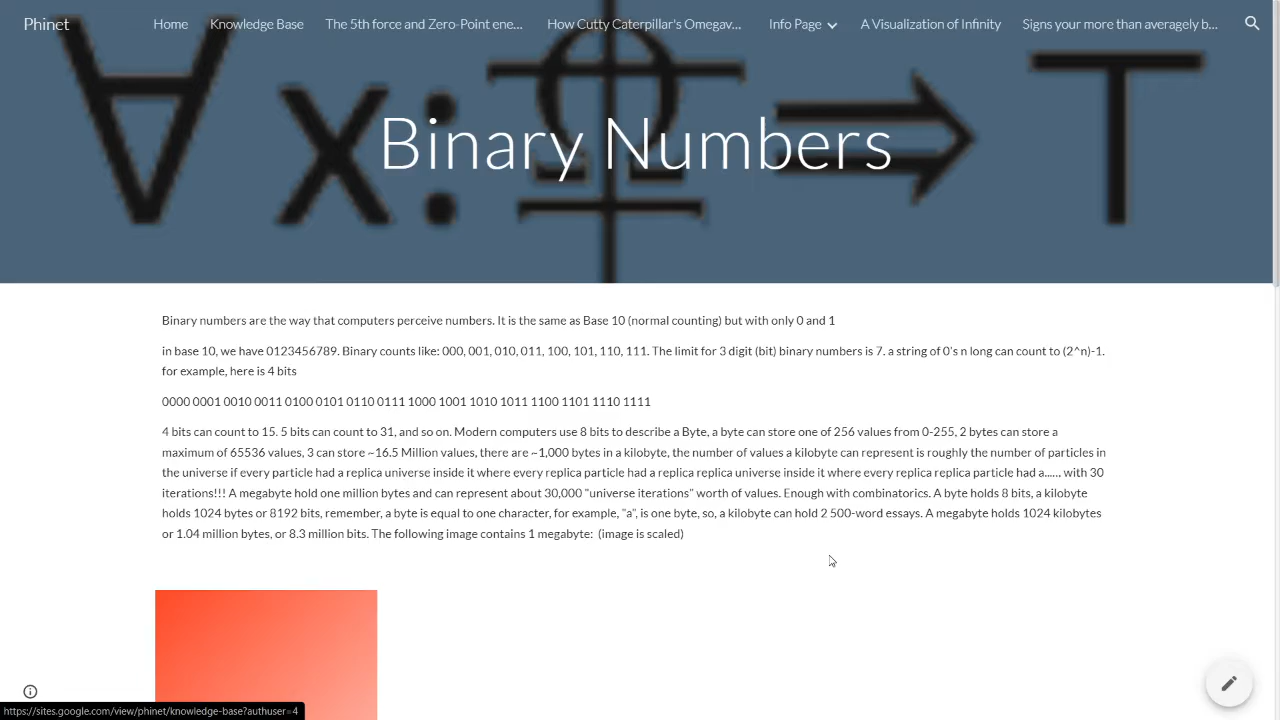 Phinet
Home
Knowledge Base
The 5th force and Zero-Point ene...
How Cutty Caterpillar's Omegav...
Info Page
A Visualization of Infinity
Signs your more than averagely b...
∀x:Ω⇒T
Binary Numbers
Binary numbers are the way that computers perceive numbers. It is the same as Base 10 (normal counting) but with only 0 and 1
in base 10, we have 0123456789. Binary counts like: 000, 001, 010, 011, 100, 101, 110, 111. The limit for 3 digit (bit) binary numbers is 7. a string of 0's n long can count to (2^n)-1.
for example, here is 4 bits
0000 0001 0010 0011 0100 0101 0110 0111 1000 1001 1010 1011 1100 1101 1110 1111
4 bits can count to 15. 5 bits can count to 31, and so on. Modern computers use 8 bits to describe a Byte, a byte can store one of 256 values from 0-255, 2 bytes can store a
maximum of 65536 values, 3 can store ~16.5 Million values, there are ~1,000 bytes in a kilobyte, the number of values a kilobyte can represent is roughly the number of particles in
the universe if every particle had a replica universe inside it where every replica particle had a replica replica universe inside it where every replica replica particle had a...... with 30
iterations!!! A megabyte hold one million bytes and can represent about 30,000 "universe iterations" worth of values. Enough with combinatorics. A byte holds 8 bits, a kilobyte
holds 1024 bytes or 8192 bits, remember, a byte is equal to one character, for example, "a", is one byte, so, a kilobyte can hold 2 500-word essays. A megabyte holds 1024 kilobytes
or 1.04 million bytes, or 8.3 million bits. The following image contains 1 megabyte:  (image is scaled)
https://sites.google.com/view/phinet/knowledge-base?authuser=4